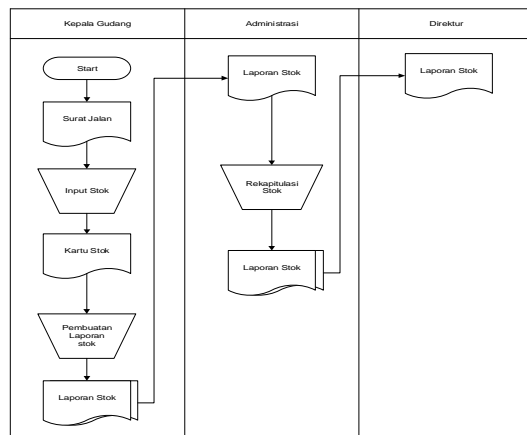 Kepala Gudang
Administrasi
Direktur
Start
Surat Jalan
Input Stok
Kartu Stok
Pembuatan
Laporan
stok
Laporan Stok
Laporan Stok
Rekapitulasi
Stok
Laporan Stok
Laporan Stok